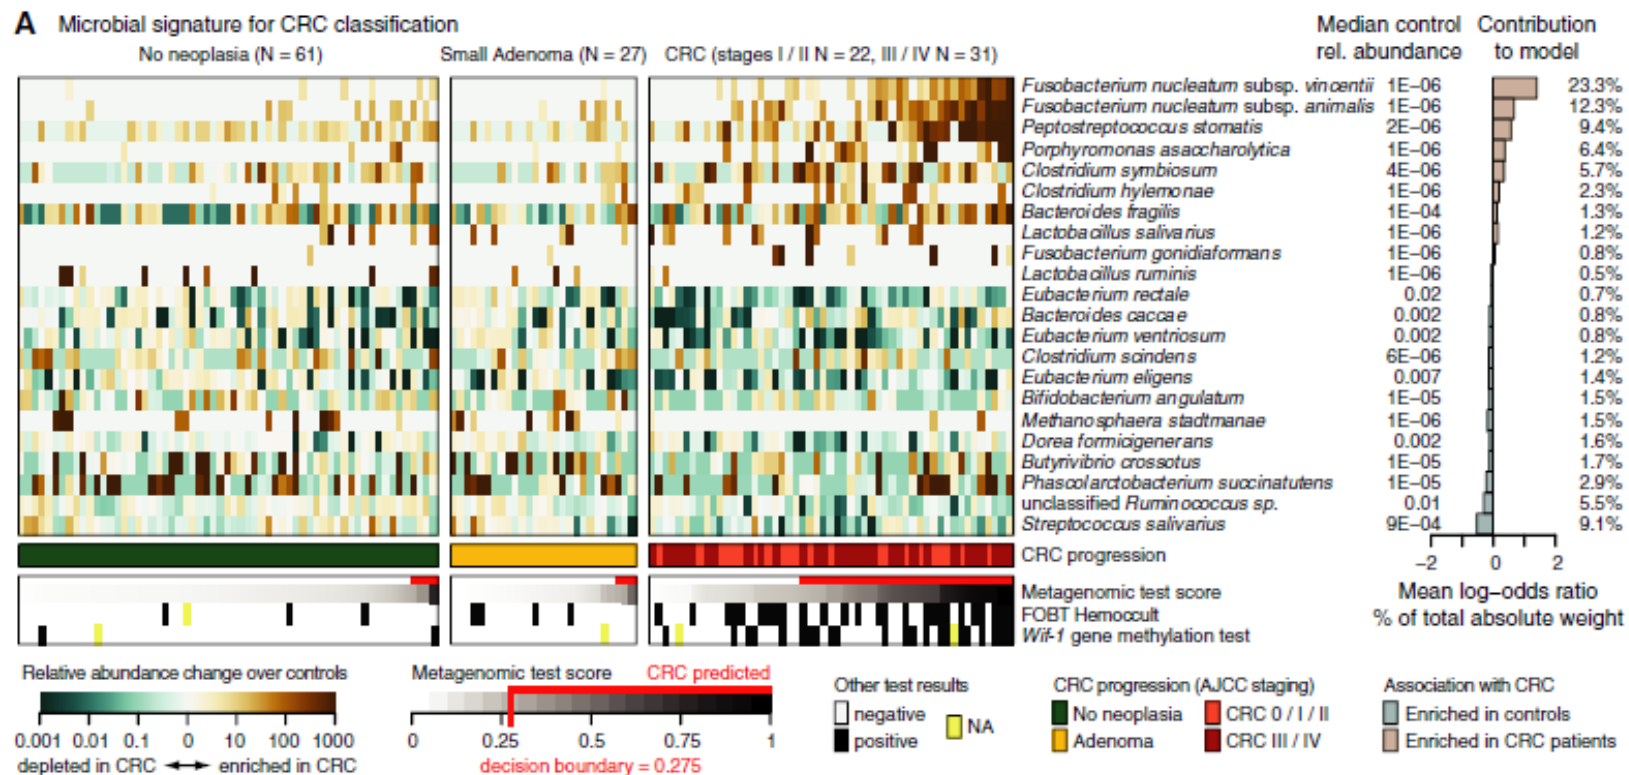 A Microbial signature for CRC classification
Median control rel. abundance
Contribution to model
No neoplasia (N = 61)
Small Adenoma (N = 27)
CRC (stages I / II N = 22, III / IV N = 31)
Fusobacterium nucleatum subsp. vincentii 1E−06 23.3%
Fusobacterium nucleatum subsp. animalis 1E−06 12.3%
Peptostreptococcus stomatis 2E−06 9.4%
Porphyromonas asaccharolytica 1E−06 6.4%
Clostridium symbiosum 4E−06 5.7%
Clostridium hylemonae 1E−06 2.3%
Bacteroides fragilis 1E−04 1.3%
Lactobacillus salivarius 1E−06 1.2%
Fusobacterium gonidiaformans 1E−06 0.8%
Lactobacillus ruminis 1E−06 0.5%
Eubacterium rectale 0.02 0.7%
Bacteroides caccae 0.002 0.8%
Eubacterium ventriosum 0.002 0.8%
Clostridium scindens 6E−06 1.2%
Eubacterium eligens 0.007 1.4%
Bifidobacterium angulatum 1E−05 1.5%
Methanosphaera stadtmanae 1E−06 1.5%
Dorea formicigenerans 0.002 1.6%
Butyrivibrio crossotus 1E−05 1.7%
Phascolarctobacterium succinatutens 1E−05 2.9%
unclassified Ruminococcus sp. 0.01 5.5%
Streptococcus salivarius 9E−04 9.1%
CRC progression
−2 0 2
Metagenomic test score
Mean log−odds ratio
FOBT Hemoccult
% of total absolute weight
Wif-1 gene methylation test
Relative abundance change over controls
0.001 0.01 0.1 0 10 100 1000
depleted in CRC ↔ enriched in CRC
Metagenomic test score CRC predicted
0 0.25 0.5 0.75 1
decision boundary = 0.275
Other test results
negative
positive
NA
CRC progression (AJCC staging)
No neoplasia
CRC 0 / I / II
Adenoma
CRC III / IV
Association with CRC
Enriched in controls
Enriched in CRC patients